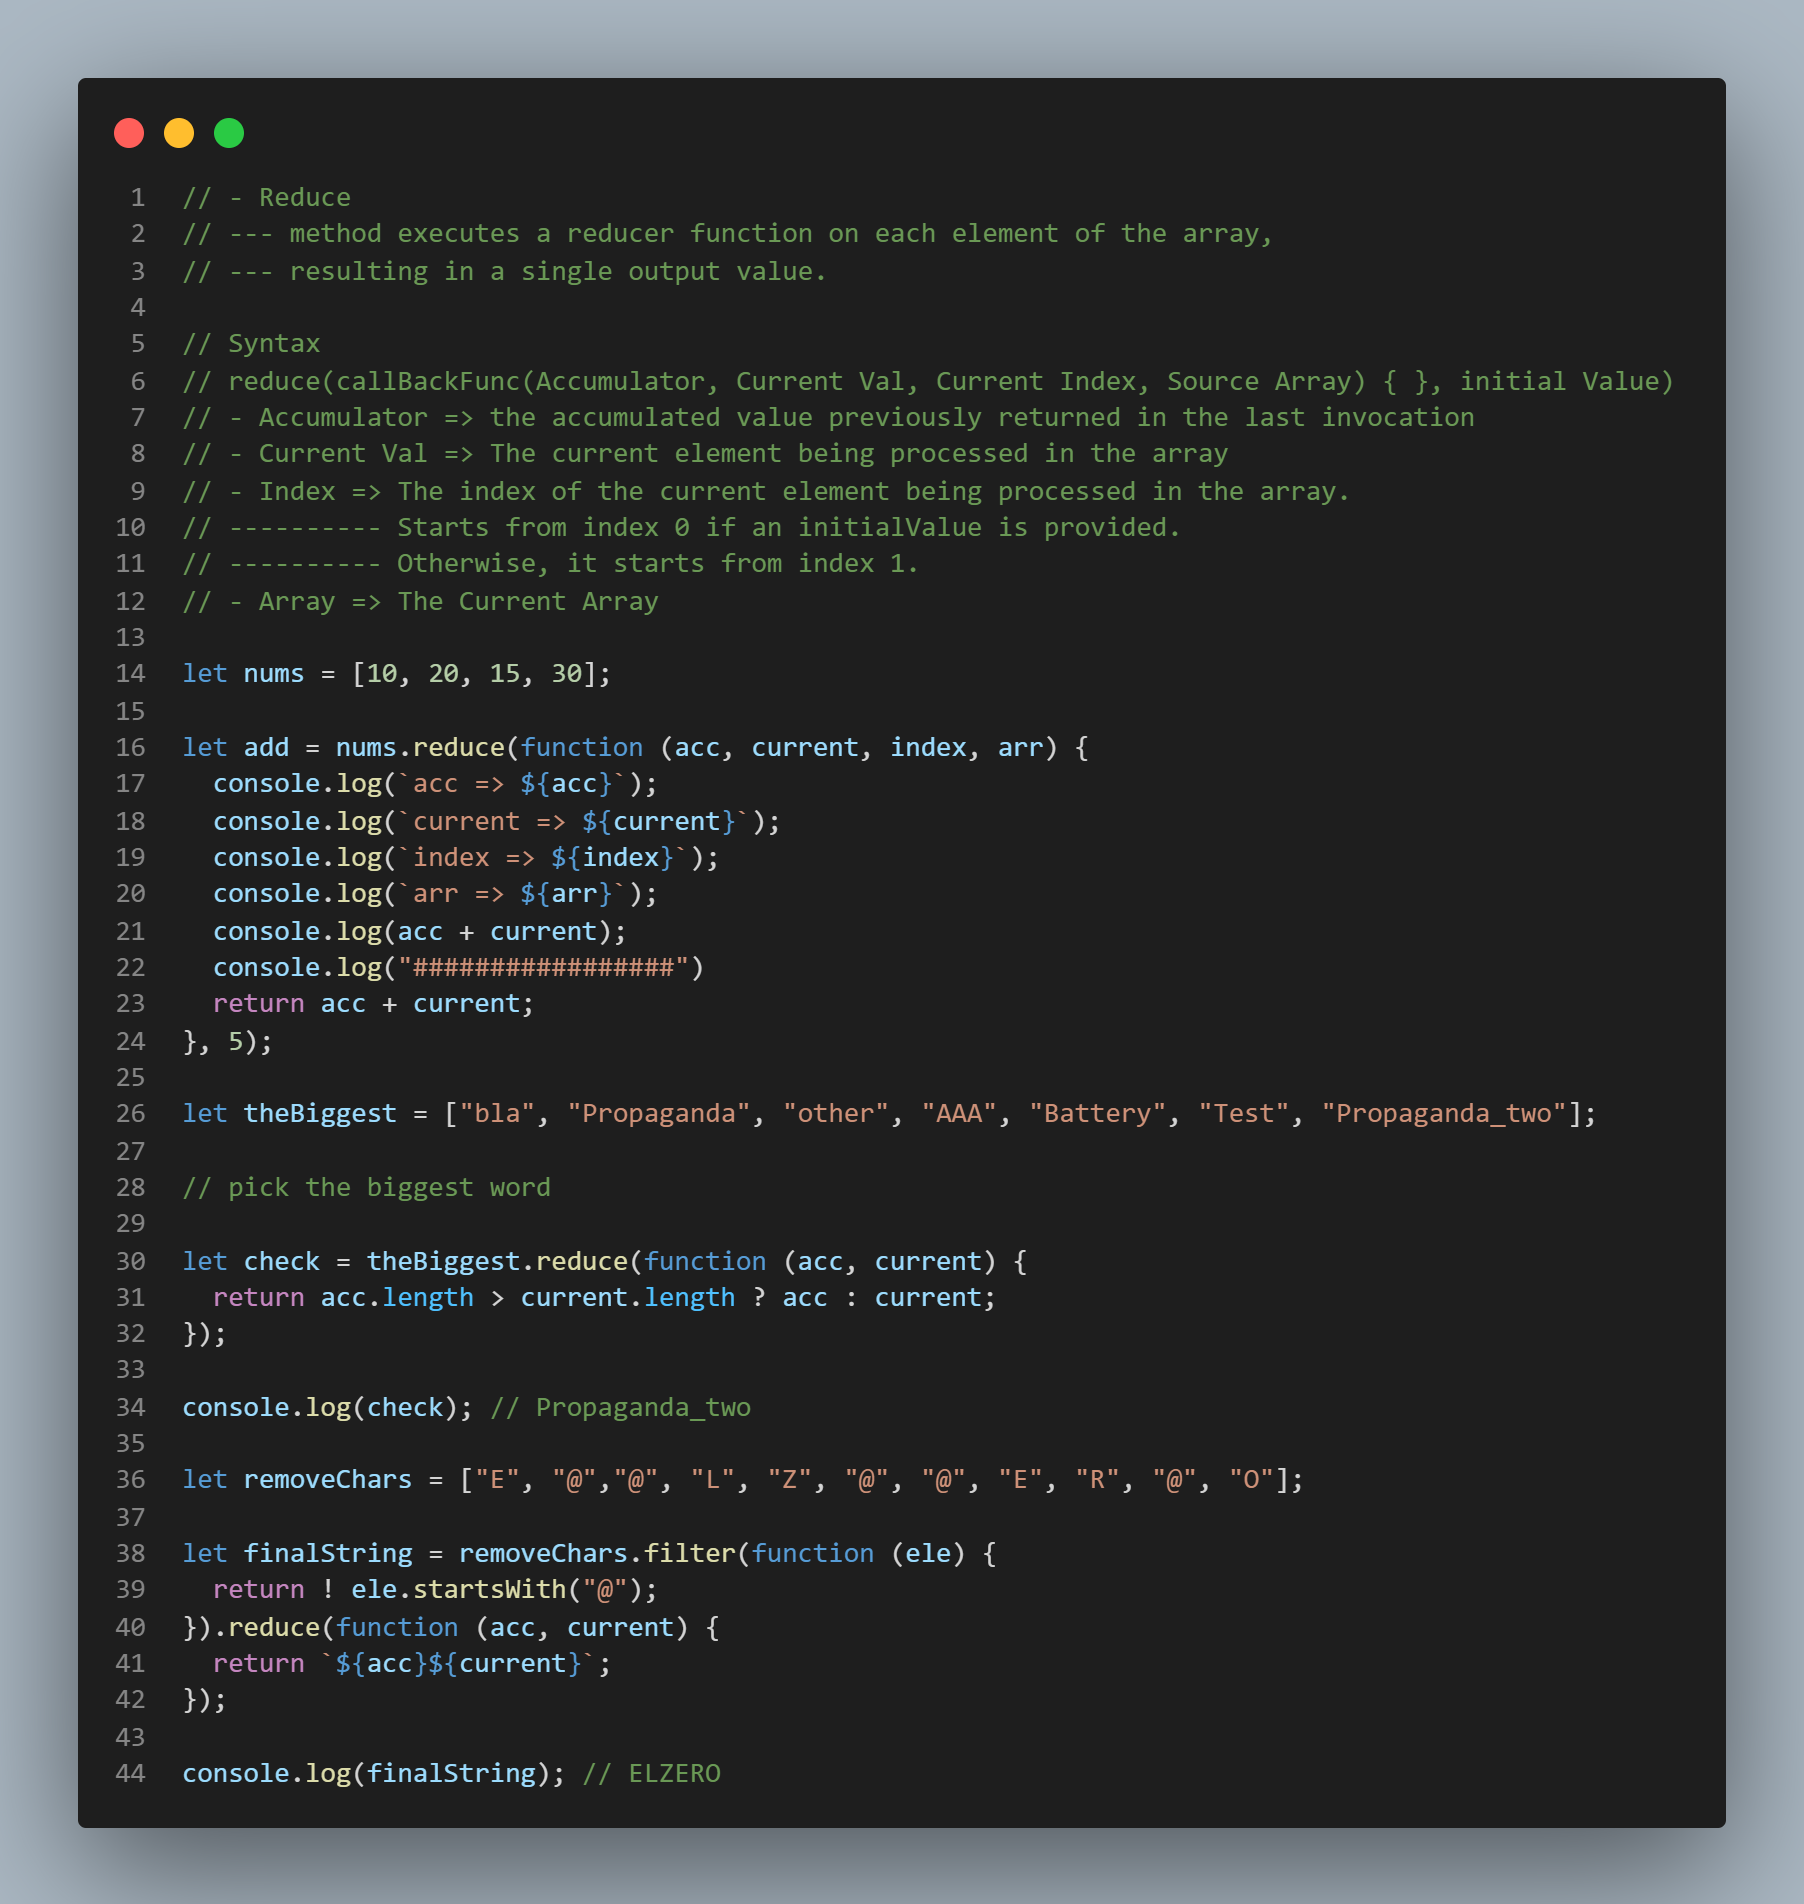 1 // - Reduce
2 // --- method executes a reducer function on each element of the array,
3 // --- resulting in a single output value.
4
5 // Syntax
6 // reduce(callBackFunc(Accumulator, Current Val, Current Index, Source Array) { }, initial Value)
7 // - Accumulator => the accumulated value previously returned in the last invocation
8 // - Current Val => The current element being processed in the array
9 // - Index => The index of the current element being processed in the array.
10 // ---------- Starts from index 0 if an initialValue is provided.
11 // ---------- Otherwise, it starts from index 1.
12 // - Array => The Current Array
13
14 let nums = [10, 20, 15, 30];
15
16 let add = nums.reduce(function (acc, current, index, arr) {
17   console.log(`acc => ${acc}`);
18   console.log(`current => ${current}`);
19   console.log(`index => ${index}`);
20   console.log(`arr => ${arr}`);
21   console.log(acc + current);
22   console.log("#################")
23   return acc + current;
24 }, 5);
25
26 let theBiggest = ["bla", "Propaganda", "other", "AAA", "Battery", "Test", "Propaganda_two"];
27
28 // pick the biggest word
29
30 let check = theBiggest.reduce(function (acc, current) {
31   return acc.length > current.length ? acc : current;
32 });
33
34 console.log(check); // Propaganda_two
35
36 let removeChars = ["E", "@","@", "L", "Z", "@", "@", "E", "R", "@", "O"];
37
38 let finalString = removeChars.filter(function (ele) {
39   return ! ele.startsWith("@");
40 }).reduce(function (acc, current) {
41   return `${acc}${current}`;
42 });
43
44 console.log(finalString); // ELZERO